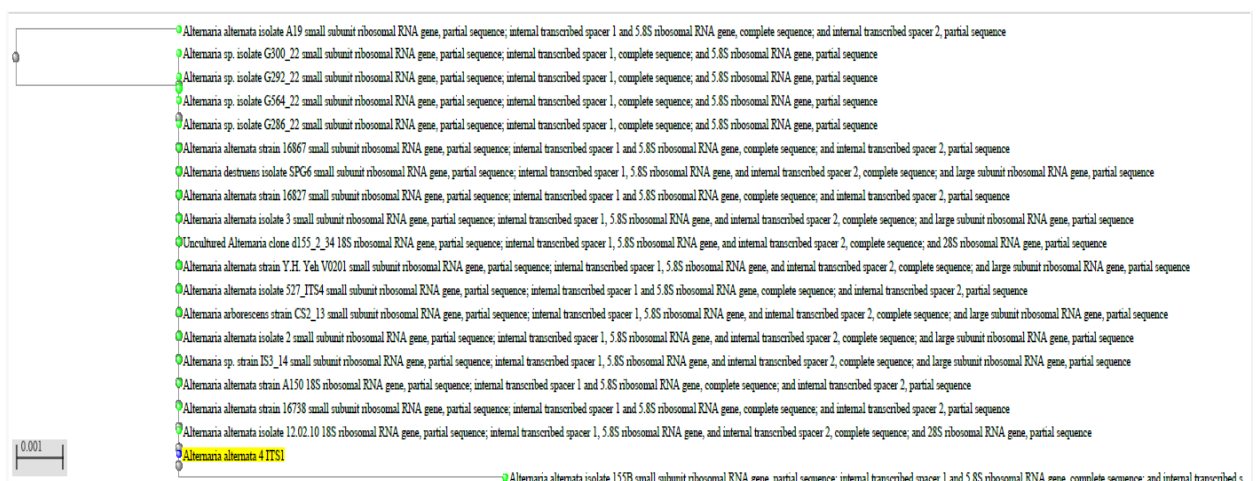 Alternaria alternata isolate A19 small subunit ribosomal RNA gene, partial sequence; internal transcribed spacer 1 and 5.8S ribosomal RNA gene, complete sequence; and internal transcribed spacer 2, partial sequence
Alternaria sp. isolate G300_22 small subunit ribosomal RNA gene, partial sequence; internal transcribed spacer 1, complete sequence; and 5.8S ribosomal RNA gene, partial sequence
Alternaria sp. isolate G292_22 small subunit ribosomal RNA gene, partial sequence; internal transcribed spacer 1, complete sequence; and 5.8S ribosomal RNA gene, partial sequence
Alternaria sp. isolate G564_22 small subunit ribosomal RNA gene, partial sequence; internal transcribed spacer 1, complete sequence; and 5.8S ribosomal RNA gene, partial sequence
Alternaria sp. isolate G286_22 small subunit ribosomal RNA gene, partial sequence; internal transcribed spacer 1, complete sequence; and 5.8S ribosomal RNA gene, partial sequence
Alternaria alternata strain 16867 small subunit ribosomal RNA gene, partial sequence; internal transcribed spacer 1 and 5.8S ribosomal RNA gene, complete sequence; and internal transcribed spacer 2, partial sequence
Alternaria destruens isolate SPG6 small subunit ribosomal RNA gene, partial sequence; internal transcribed spacer 1, 5.8S ribosomal RNA gene, and internal transcribed spacer 2, complete sequence; and large subunit ribosomal RNA gene, partial sequence
Alternaria alternata strain 16827 small subunit ribosomal RNA gene, partial sequence; internal transcribed spacer 1 and 5.8S ribosomal RNA gene, complete sequence; and internal transcribed spacer 2, partial sequence
Alternaria alternata isolate 3 small subunit ribosomal RNA gene, partial sequence; internal transcribed spacer 1, 5.8S ribosomal RNA gene, and internal transcribed spacer 2, complete sequence; and large subunit ribosomal RNA gene, partial sequence
Uncultured Alternaria clone d155_2_34 18S ribosomal RNA gene, partial sequence; internal transcribed spacer 1, 5.8S ribosomal RNA gene, and internal transcribed spacer 2, complete sequence; and 28S ribosomal RNA gene, partial sequence
Alternaria alternata strain Y.H. Yeh V0201 small subunit ribosomal RNA gene, partial sequence; internal transcribed spacer 1, 5.8S ribosomal RNA gene, and internal transcribed spacer 2, complete sequence; and large subunit ribosomal RNA gene, partial sequence
Alternaria alternata isolate 527_ITS4 small subunit ribosomal RNA gene, partial sequence; internal transcribed spacer 1 and 5.8S ribosomal RNA gene, complete sequence; and internal transcribed spacer 2, partial sequence
Alternaria arborescens strain CS2_13 small subunit ribosomal RNA gene, partial sequence; internal transcribed spacer 1, 5.8S ribosomal RNA gene, and internal transcribed spacer 2, complete sequence; and large subunit ribosomal RNA gene, partial sequence
Alternaria alternata isolate 2 small subunit ribosomal RNA gene, partial sequence; internal transcribed spacer 1, 5.8S ribosomal RNA gene, and internal transcribed spacer 2, complete sequence; and large subunit ribosomal RNA gene, partial sequence
Alternaria sp. strain IS3_14 small subunit ribosomal RNA gene, partial sequence; internal transcribed spacer 1, 5.8S ribosomal RNA gene, and internal transcribed spacer 2, complete sequence; and large subunit ribosomal RNA gene, partial sequence
Alternaria alternata strain A150 18S ribosomal RNA gene, partial sequence; internal transcribed spacer 1 and 5.8S ribosomal RNA gene, complete sequence; and internal transcribed spacer 2, partial sequence
Alternaria alternata strain 16738 small subunit ribosomal RNA gene, partial sequence; internal transcribed spacer 1 and 5.8S ribosomal RNA gene, complete sequence; and internal transcribed spacer 2, partial sequence
Alternaria alternata isolate 12.02.10 18S ribosomal RNA gene, partial sequence; internal transcribed spacer 1, 5.8S ribosomal RNA gene, and internal transcribed spacer 2, complete sequence; and 28S ribosomal RNA gene, partial sequence
0.001
Alternaria alternata 4 ITS1
Alternaria alternata isolate 155B small subunit ribosomal RNA gene, partial sequence; internal transcribed spacer 1 and 5.8S ribosomal RNA gene, complete sequence; and internal transcribed s